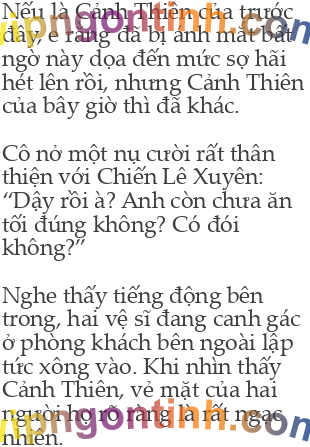 Nếu là Cảnh Thiên của trước
đây, e rằng đã bị ánh mắt bất
ngờ này dọa đến mức sợ hãi
hét lên rồi, nhưng Cảnh Thiên
của bây giờ thì đã khác.
Cô nở một nụ cười rất thân
thiện với Chiến Lê Xuyên:
“Dậy rồi à? Anh còn chưa ăn
tối đúng không? Có đói
không?”
Nghe thấy tiếng động bên
trong, hai vệ sĩ đang canh gác
ở phòng khách bên ngoài lập
tức xông vào. Khi nhìn thấy
Cảnh Thiên, vẻ mặt của hai
người họ rõ ràng là rất ngạc
nhiên.
vipngontinh.com
vipngontinh.com